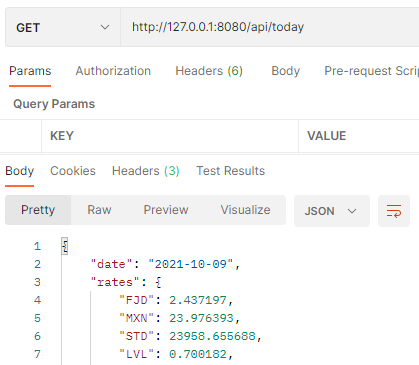 GET http://127.0.0.1:8080/api/today
Params Authorization Headers (6) Body Pre-request Scri
Query Params
KEY VALUE
Body Cookies Headers (3) Test Results
Pretty Raw Preview Visualize JSON
1 {
2 "date": "2021-10-09",
3 "rates": {
4 "FJD": 2.437197,
5 "MXN": 23.976393,
6 "STD": 23958.655688,
7 "LVL": 0.700182,